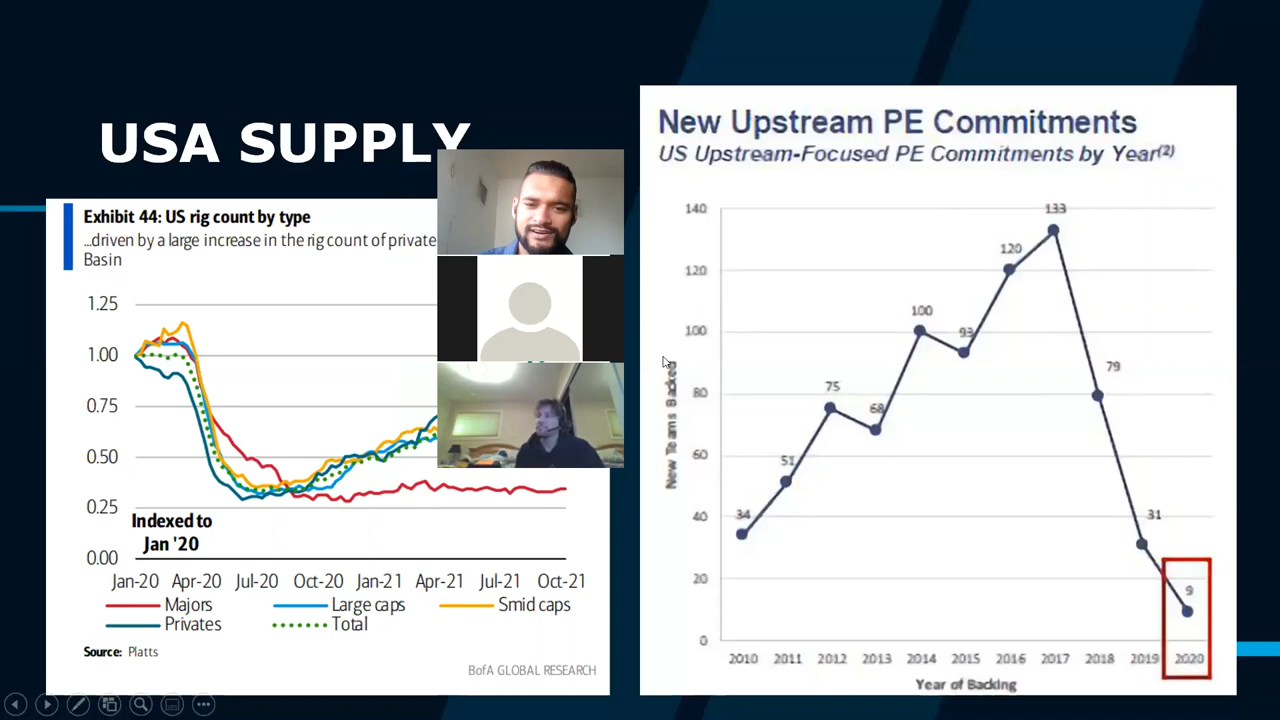 USA SUPPLY
Exhibit 44: US rig count by type
...driven by a large increase in the rig count of private
Basin
1.25
1.00
0.75
0.50
0.25
0.00
Indexed to
Jan '20
Jan-20 Apr-20 Jul-20 Oct-20 Jan-21 Apr-21 Jul-21 Oct-21
Majors Large caps Smid caps
Privates Total
Source: Platts
BofA GLOBAL RESEARCH
New Upstream PE Commitments
US Upstream-Focused PE Commitments by Year(2)
140
120
100
80
60
40
20
0
New Teams Backed
34
51
75
68
100
93
120
133
79
31
9
2010 2011 2012 2013 2014 2015 2016 2017 2018 2019 2020
Year of Backing